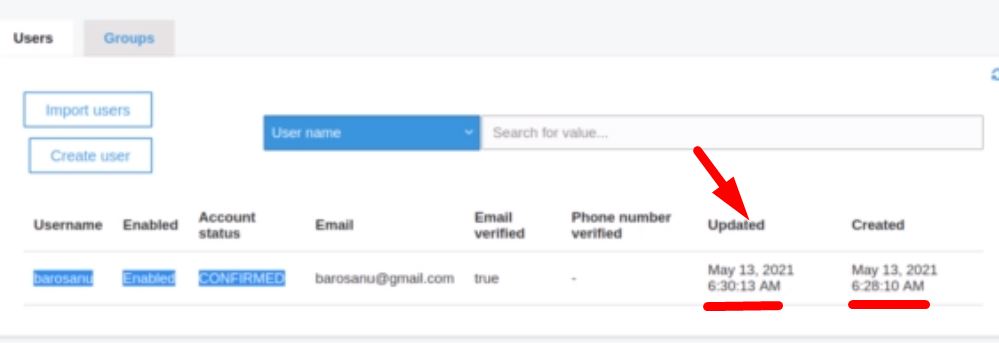 Users Groups
Import users
Create user
User name Search for value...
Username Enabled Account status Email Email verified Phone number verified Updated Created
barosanu Enabled CONFIRMED barosanu@gmail.com true - May 13, 2021 6:30:13 AM May 13, 2021 6:28:10 AM